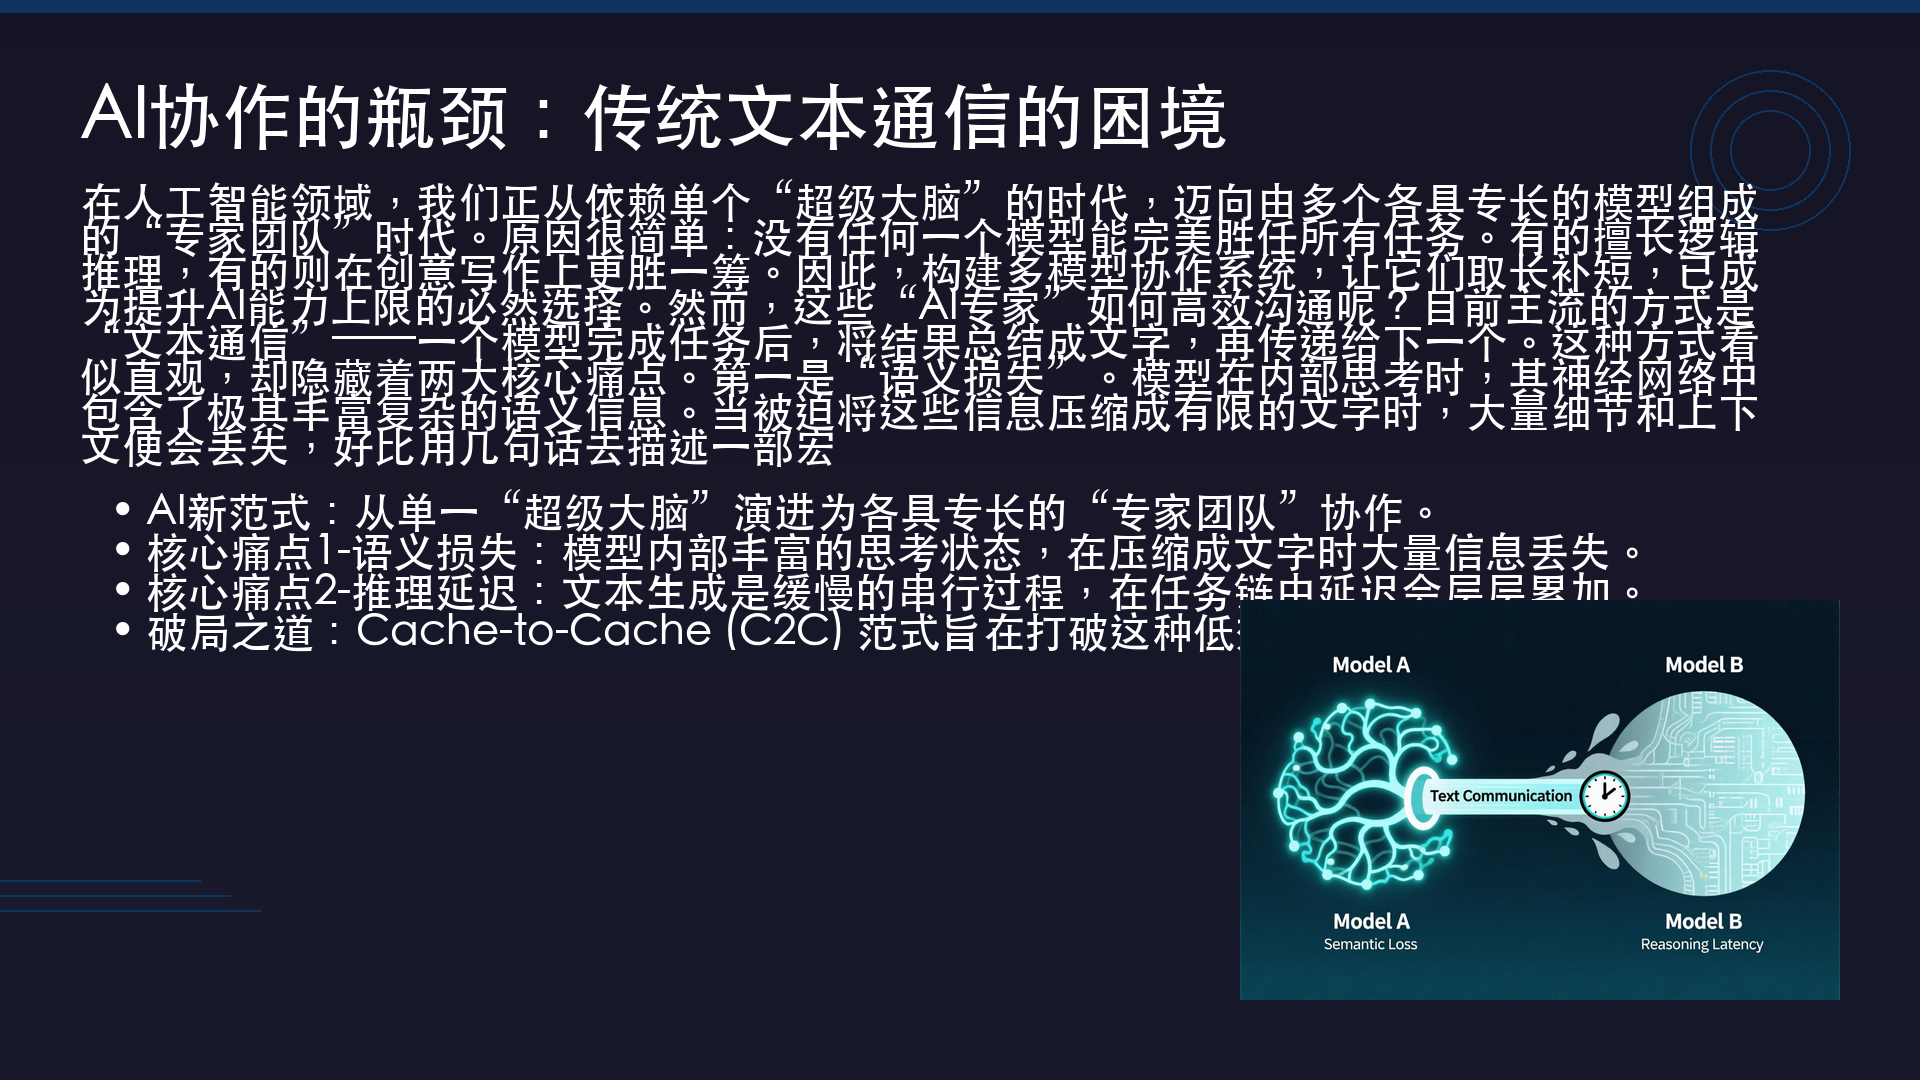 AI协作的瓶颈：传统文本通信的困境
在人工智能领域，我们正从依赖单个“超级大脑”的时代，迈向由多个各具专长的模型组成
的“专家团队”时代。原因很简单：没有任何一个模型能完美胜任所有任务。有的擅长逻辑
推理，有的则在创意写作上更胜一筹。因此，构建多模型协作系统，让它们取长补短，已成
为提升AI能力上限的必然选择。然而，这些“AI专家”如何高效沟通呢？目前主流的方式是
“文本通信”——一个模型完成任务后，将结果总结成文字，再传递给下一个。这种方式看
似直观，却隐藏着两大核心痛点。第一是“语义损失”。模型在内部思考时，其神经网络中
包含了极其丰富复杂的语义信息。当被迫将这些信息压缩成有限的文字时，大量细节和上下
文便会丢失，好比用几句话去描述一部宏
• AI新范式：从单一“超级大脑”演进为各具专长的“专家团队”协作。
• 核心痛点1-语义损失：模型内部丰富的思考状态，在压缩成文字时大量信息丢失。
• 核心痛点2-推理延迟：文本生成是缓慢的串行过程，在任务链中延迟会层层累加。
• 破局之道：Cache-to-Cache (C2C) 范式旨在打破这种低
Model A
Model B
Text Communication
Model A
Model B
Semantic Loss
Reasoning Latency